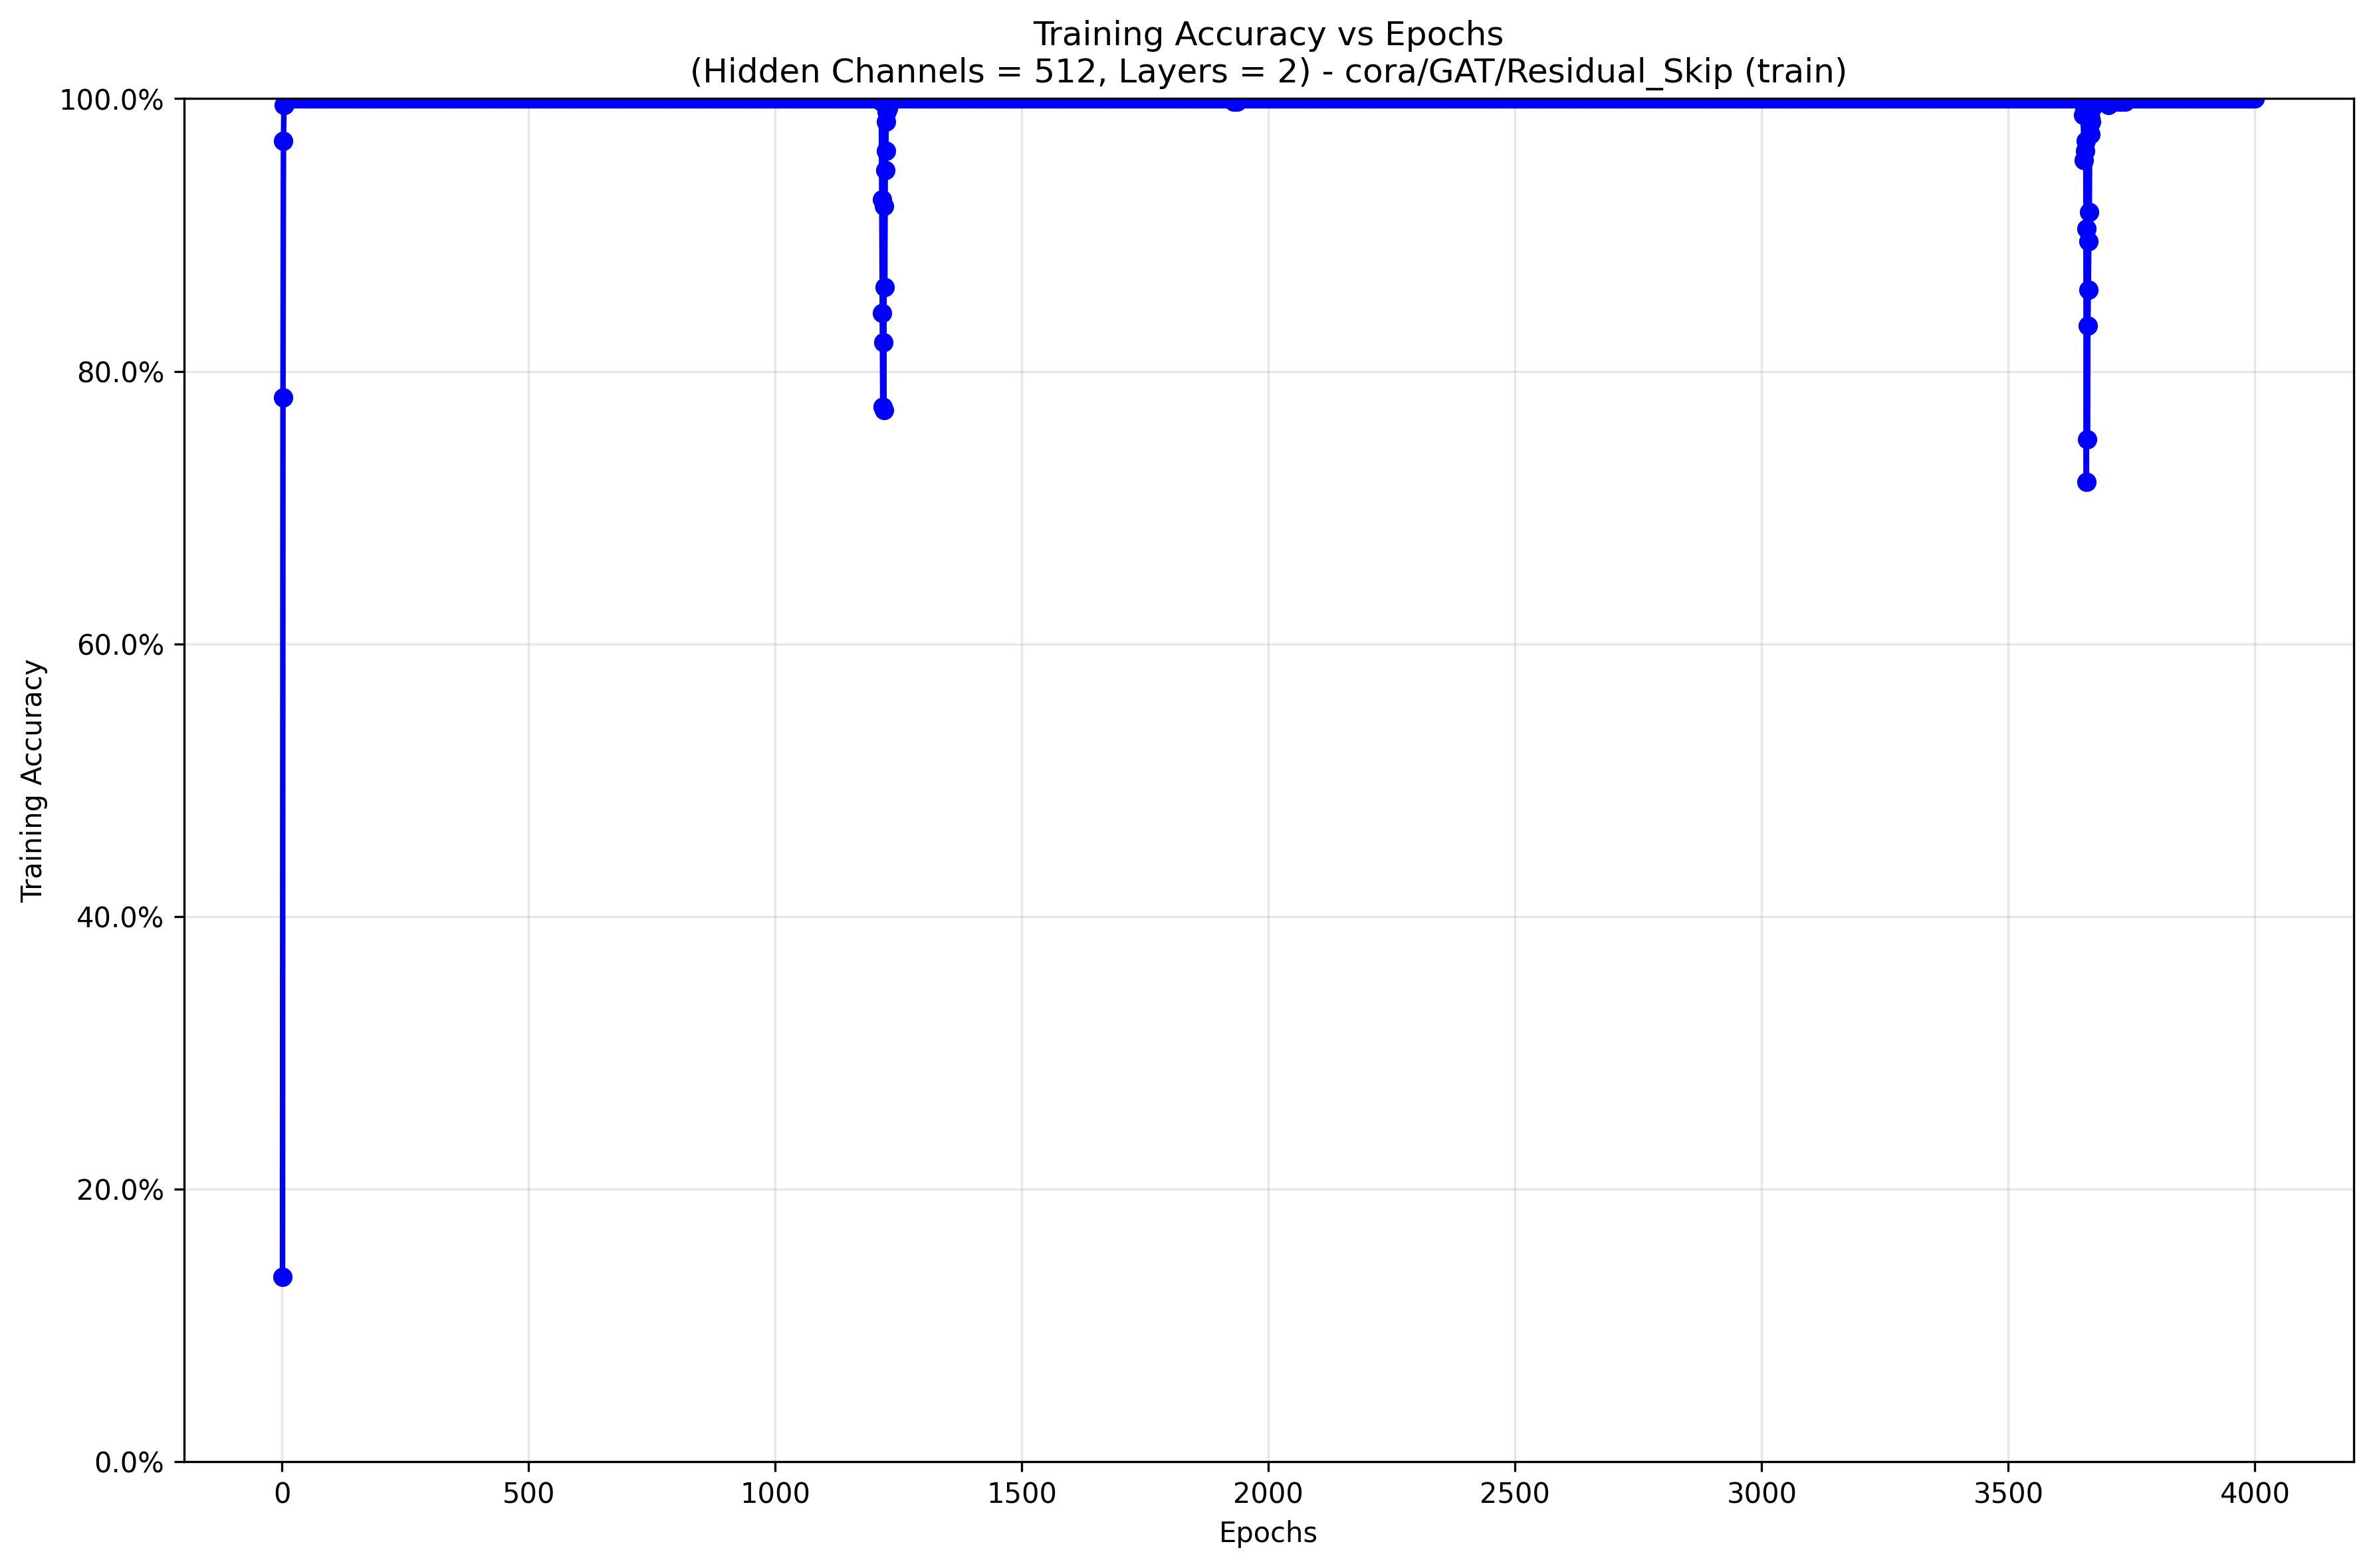 Training Accuracy vs Epochs
(Hidden Channels = 512, Layers = 2) - cora/GAT/Residual_Skip (train)
Training Accuracy
100.0%
80.0%
60.0%
40.0%
20.0%
0.0%
0 500 1000 1500 2000 2500 3000 3500 4000
Epochs